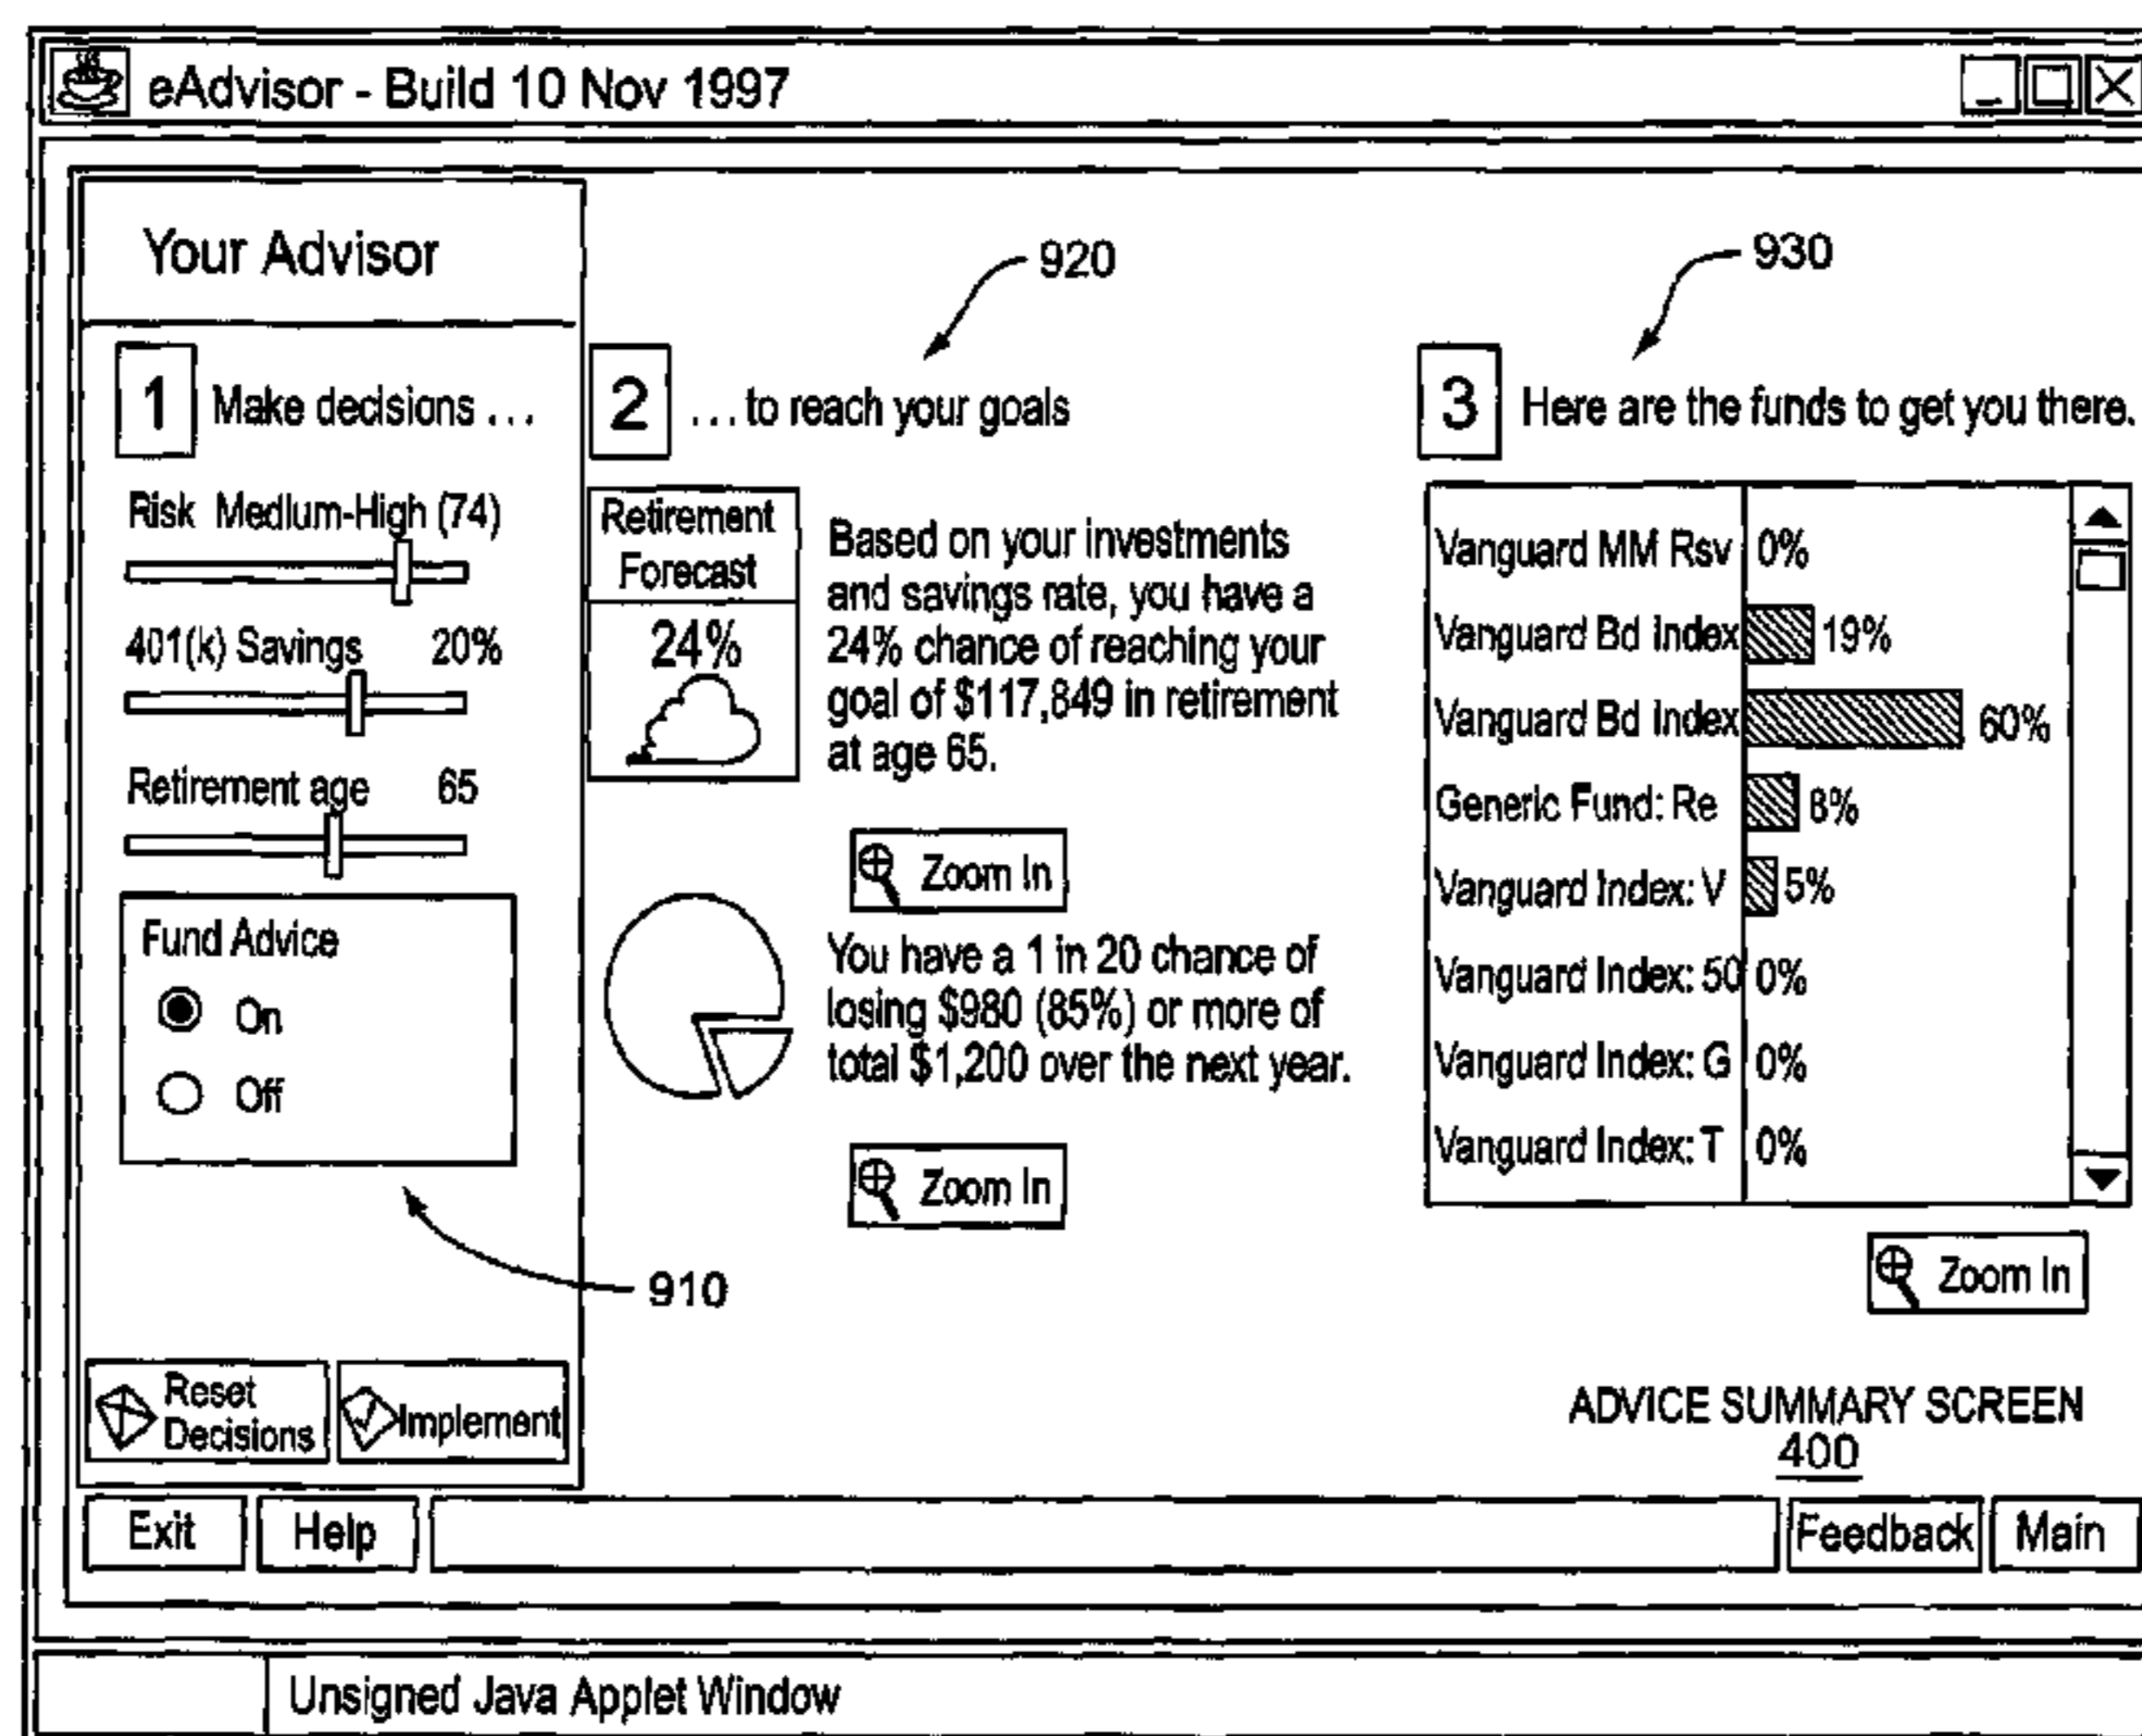 eAdvisor - Build 10 Nov 1997
Your Advisor
920
930
1 Make decisions ...
2 ... to reach your goals
3 Here are the funds to get you there.
Risk Medium-High (74)
401(k) Savings 20%
Retirement age 65
Fund Advice
On
Off
910
Reset
Decisions
Implement
Retirement
Forecast
24%
Based on your investments
and savings rate, you have a
24% chance of reaching your
goal of $117,849 in retirement
at age 65.
Zoom In
You have a 1 in 20 chance of
losing $980 (85%) or more of
total $1,200 over the next year.
Zoom In
Vanguard MM Rsv 0%
Vanguard Bd Index 19%
Vanguard Bd Index 60%
Generic Fund: Re 8%
Vanguard Index: V 5%
Vanguard Index: 50 0%
Vanguard Index: G 0%
Vanguard Index: T 0%
Zoom In
ADVICE SUMMARY SCREEN
400
Exit Help Feedback Main
Unsigned Java Applet Window